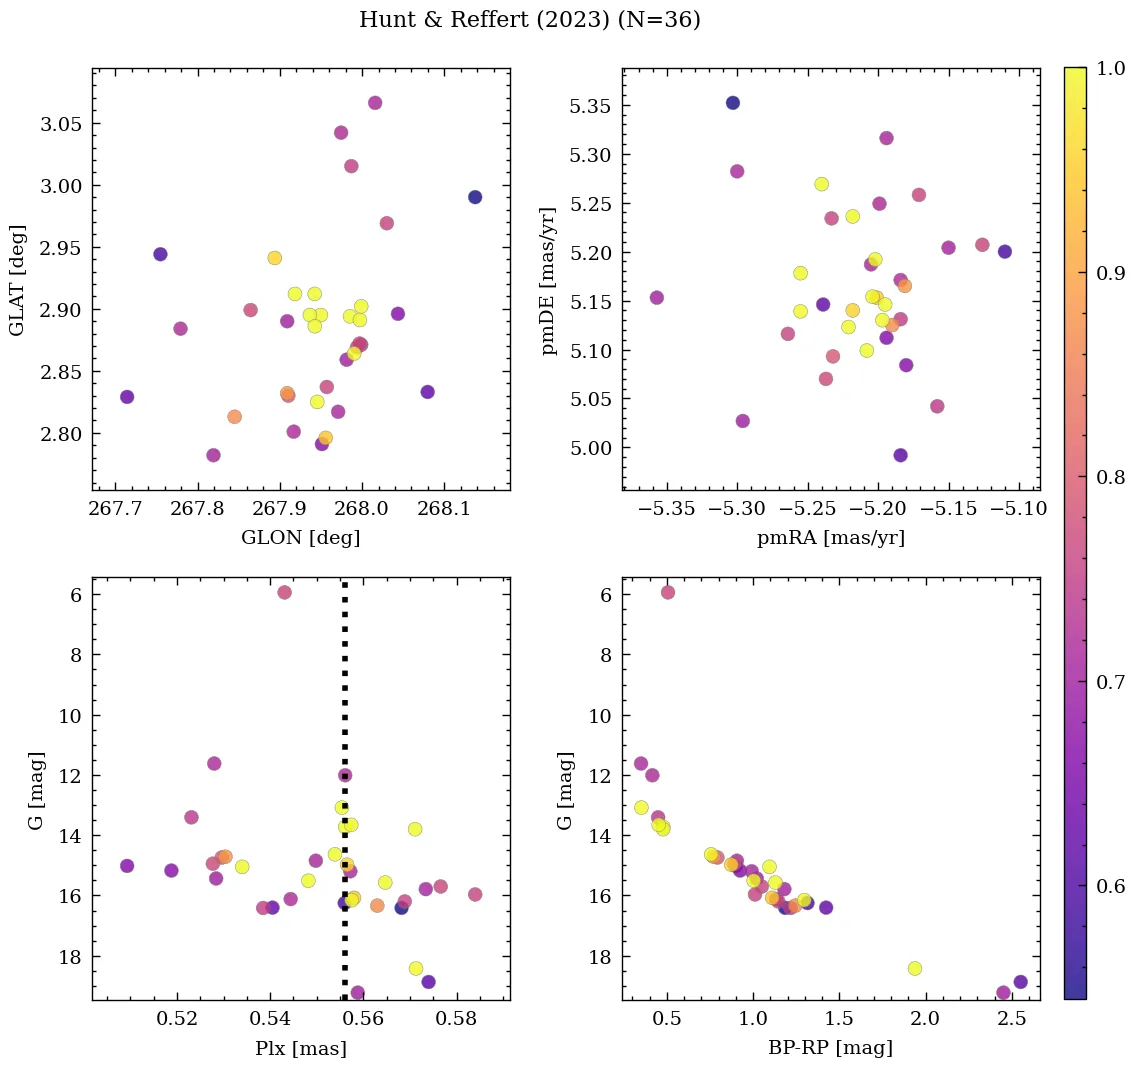 Hunt & Reffert (2023) (N=36)
3.05
3.00
2.95
2.90
2.85
2.80
GLAT [deg]
267.7 267.8 267.9 268.0 268.1
GLON [deg]
5.35
5.30
5.25
5.20
5.15
5.10
5.05
5.00
pmDE [mas/yr]
−5.35 −5.30 −5.25 −5.20 −5.15 −5.10
pmRA [mas/yr]
1.0
0.9
0.8
0.7
0.6
6
8
10
12
14
16
18
G [mag]
0.52 0.54 0.56 0.58
Plx [mas]
6
8
10
12
14
16
18
G [mag]
0.5 1.0 1.5 2.0 2.5
BP-RP [mag]